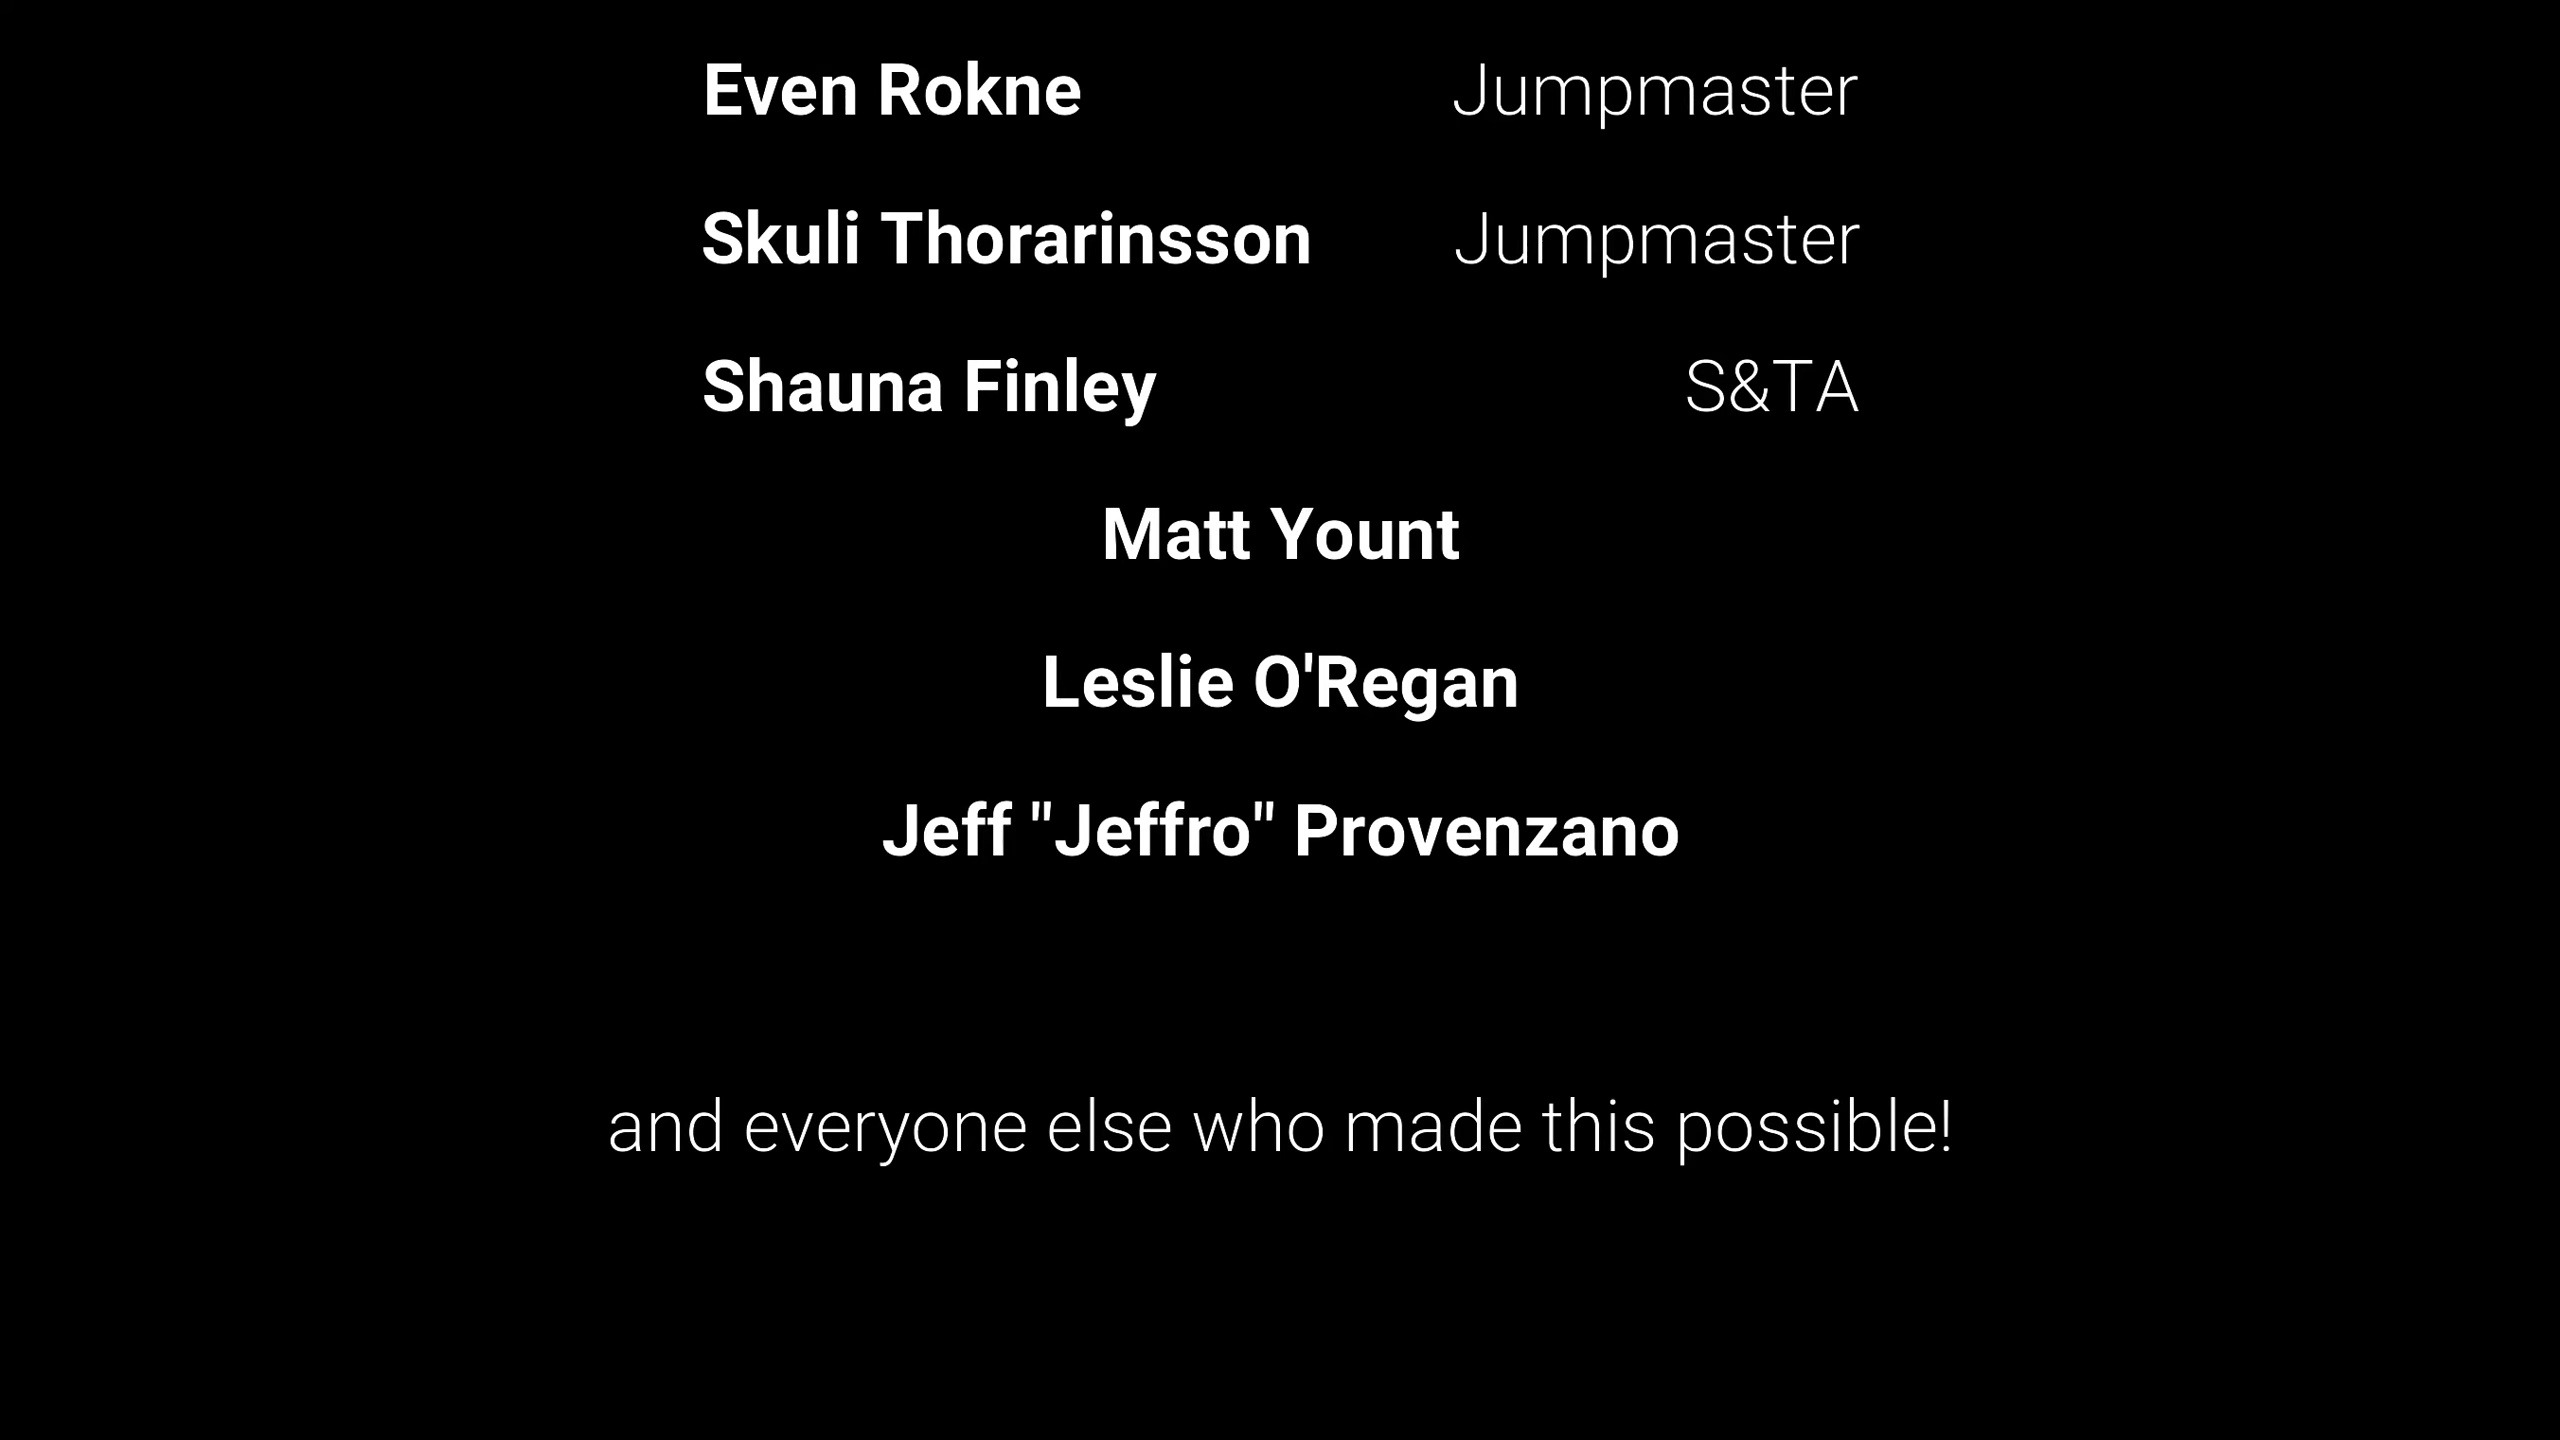 Even Rokne Jumpmaster
Skuli Thorarinsson Jumpmaster
Shauna Finley S&TA
Matt Yount
Leslie O'Regan
Jeff "Jeffro" Provenzano
and everyone else who made this possible!